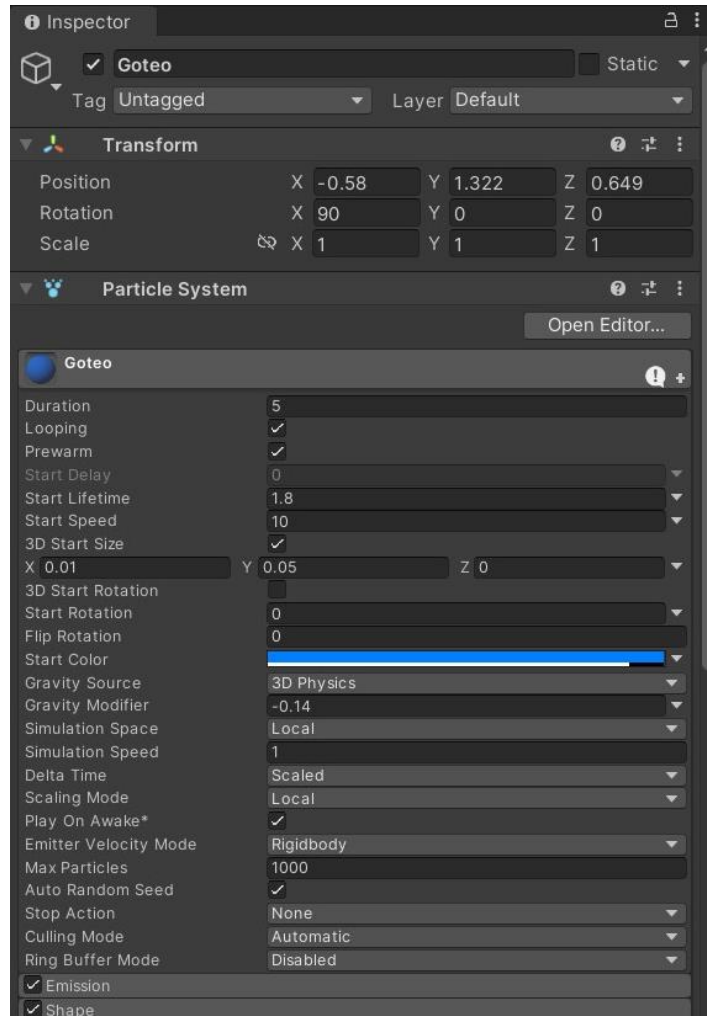 Inspector
Goteo Static
Tag Untagged Layer Default
Transform
Position X -0.58 Y 1.322 Z 0.649
Rotation X 90 Y 0 Z 0
Scale X 1 Y 1 Z 1
Particle System
Open Editor...
Goteo
Duration 5
Looping
Prewarm
Start Delay 0
Start Lifetime 1.8
Start Speed 10
3D Start Size
X 0.01 Y 0.05 Z 0
3D Start Rotation
Start Rotation 0
Flip Rotation 0
Start Color
Gravity Source 3D Physics
Gravity Modifier -0.14
Simulation Space Local
Simulation Speed 1
Delta Time Scaled
Scaling Mode Local
Play On Awake*
Emitter Velocity Mode Rigidbody
Max Particles 1000
Auto Random Seed
Stop Action None
Culling Mode Automatic
Ring Buffer Mode Disabled
Emission
Shape